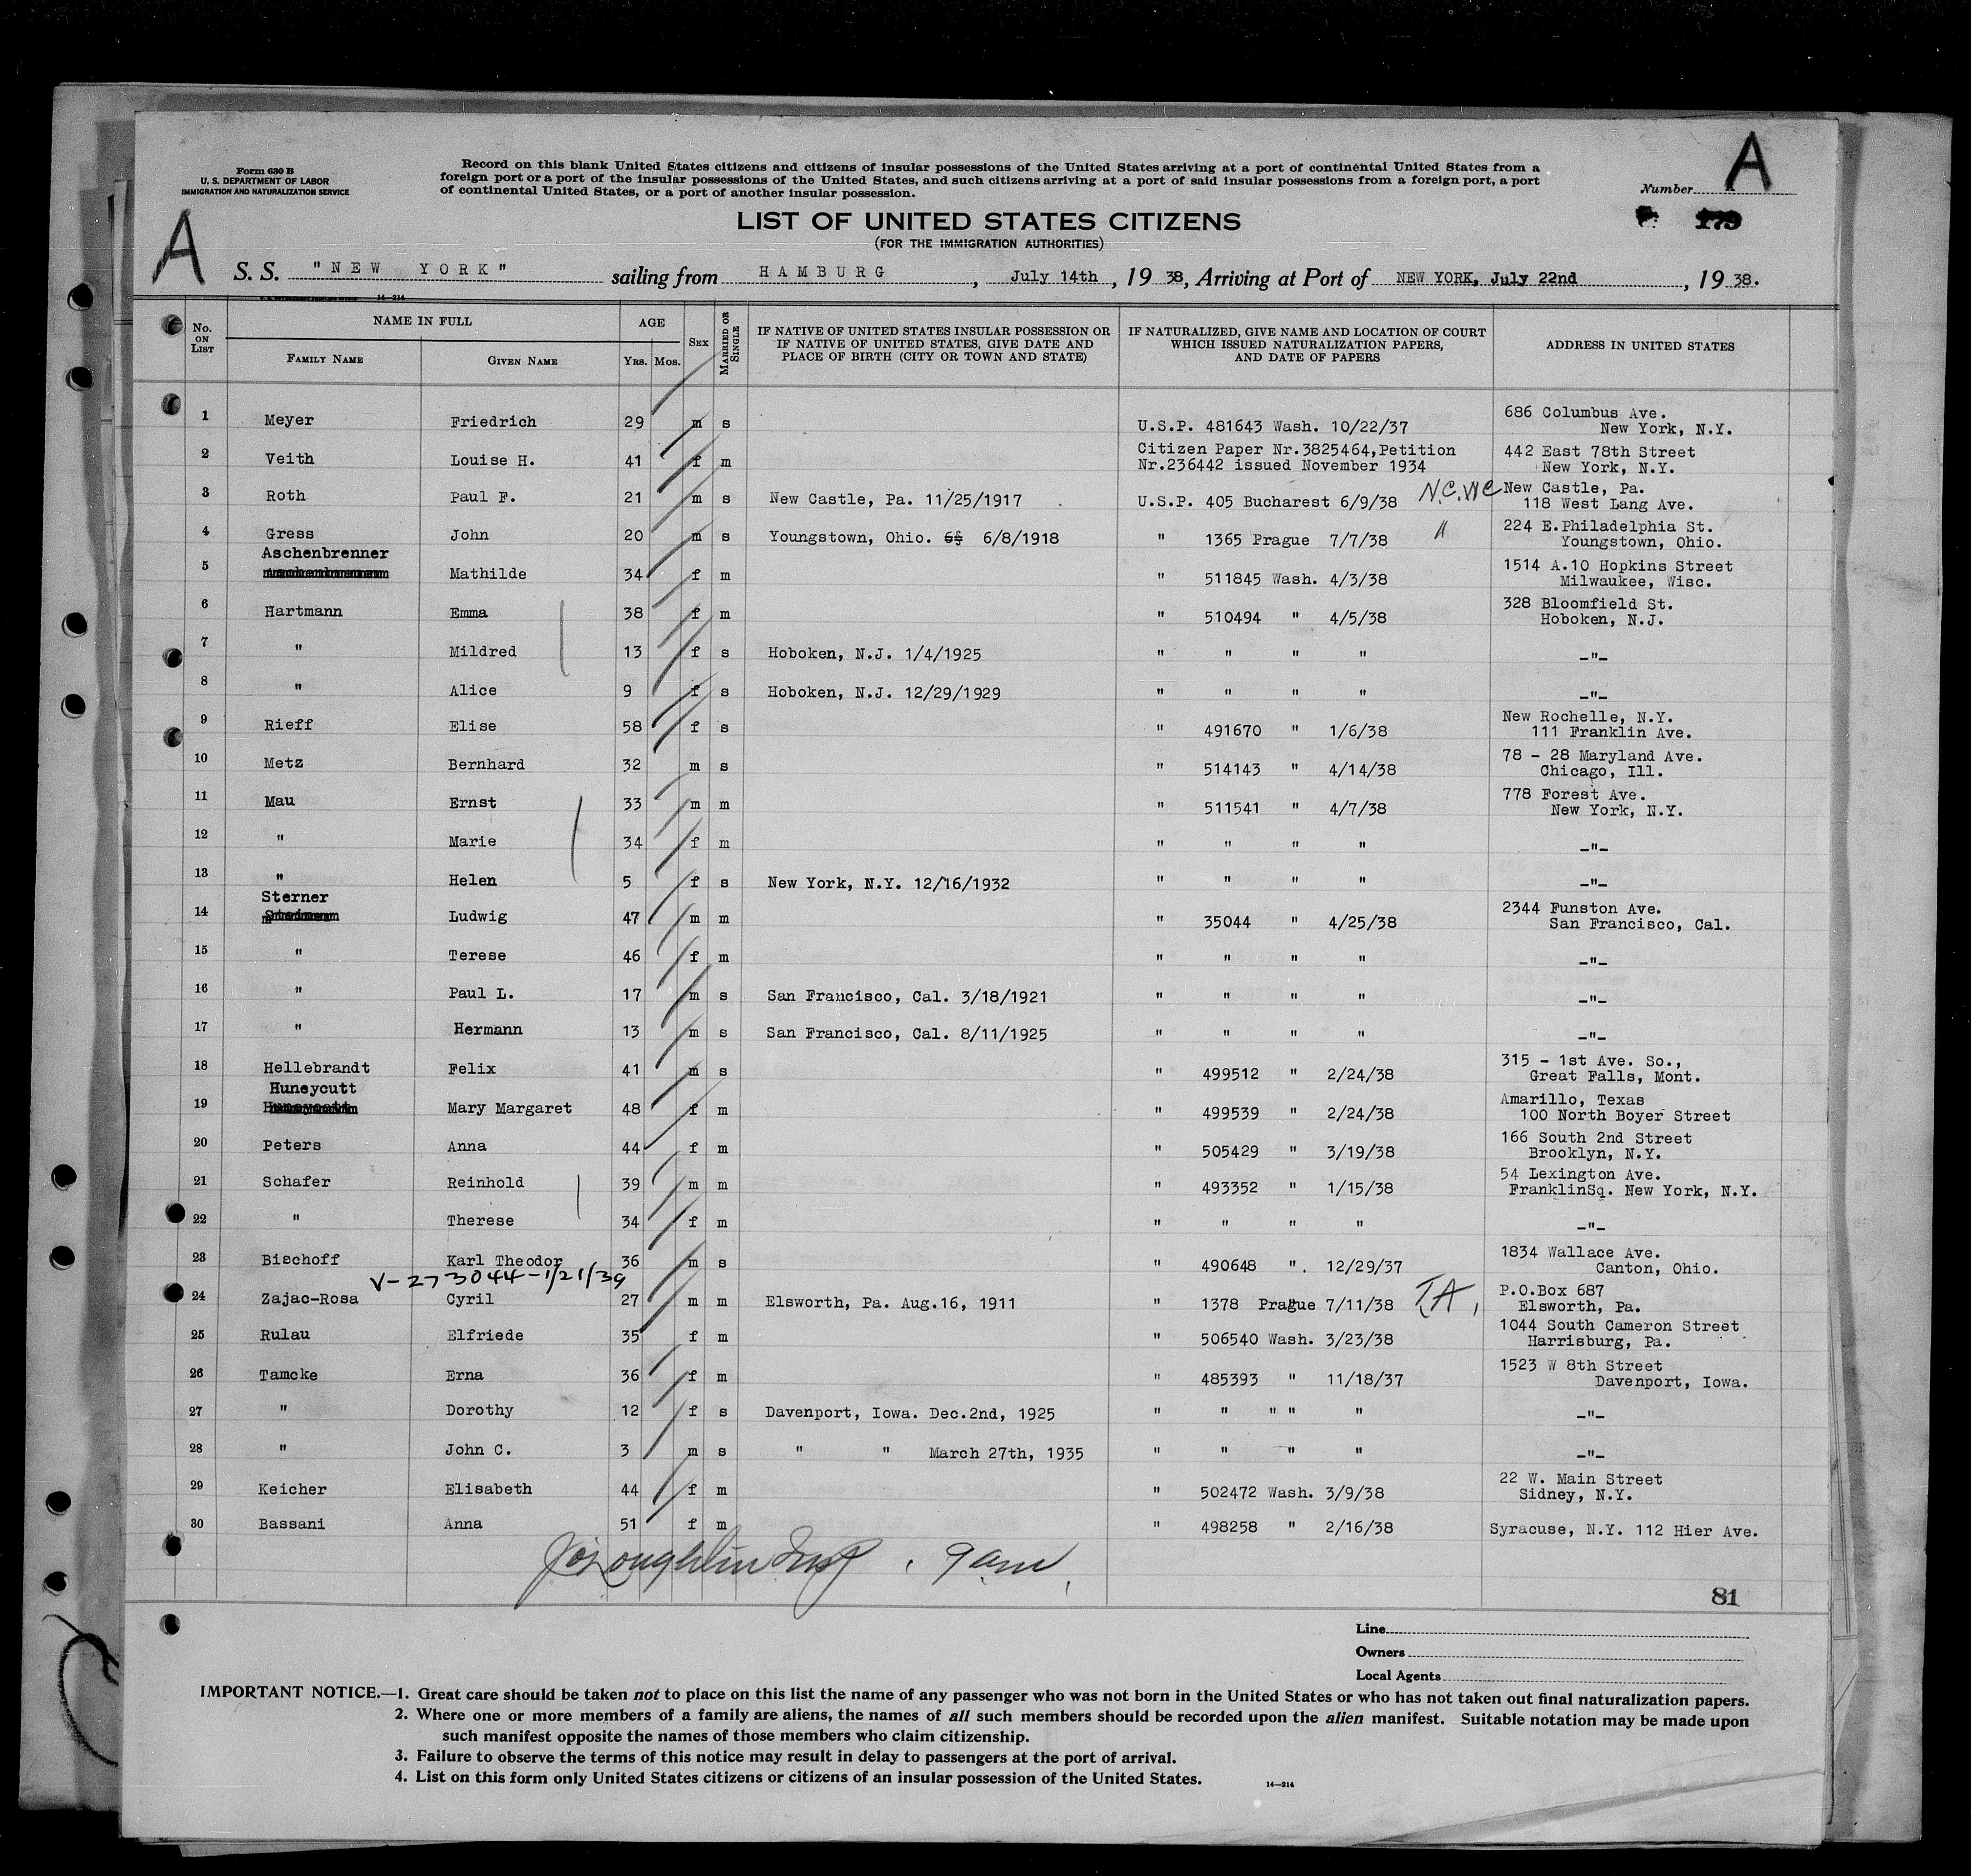 Form 630 B
U. S. DEPARTMENT OF LABOR
IMMIGRATION AND NATURALIZATION SERVICE
Record on this blank United States citizens and citizens of insular possessions of the United States arriving at a port of continental United States from a
foreign port or a port of the insular possessions of the United States, and such citizens arriving at a port of said insular possessions from a foreign port, a port
of continental United States, or a port of another insular possession.
A
Number
A
179
LIST OF UNITED STATES CITIZENS
(FOR THE IMMIGRATION AUTHORITIES)
S. S. "NEW YORK" sailing from HAMBURG, July 14th, 19 38, Arriving at Port of NEW YORK, July 22nd, 19 38.
14-214
No. ON LIST NAME IN FULL FAMILY NAME GIVEN NAME AGE YRS. MOS. SEX MARRIED OR SINGLE
IF NATIVE OF UNITED STATES INSULAR POSSESSION OR
IF NATIVE OF UNITED STATES, GIVE DATE AND
PLACE OF BIRTH (CITY OR TOWN AND STATE)
IF NATURALIZED, GIVE NAME AND LOCATION OF COURT
WHICH ISSUED NATURALIZATION PAPERS,
AND DATE OF PAPERS
ADDRESS IN UNITED STATES
1 Meyer Friedrich 29 m s U.S.P. 481643 Wash. 10/22/37 686 Columbus Ave.
New York, N.Y.
2 Veith Louise H. 41 f m Citizen Paper Nr.3825464,Petition 442 East 78th Street
Nr.236442 issued November 1934 New York, N.Y.
3 Roth Paul F. 21 m s New Castle, Pa. 11/25/1917 U.S.P. 405 Bucharest 6/9/38 N.C.W.C New Castle, Pa.
118 West Lang Ave.
4 Gress John 20 m s Youngstown, Ohio. 6/8/1918 " 1365 Prague 7/7/38 " 224 E.Philadelphia St.
Youngstown, Ohio.
Aschenbrenner
5 Mathilde 34 f m " 511845 Wash. 4/3/38 1514 A.10 Hopkins Street
Milwaukee, Wisc.
6 Hartmann Emma 38 f m " 510494 " 4/5/38 328 Bloomfield St.
Hoboken, N.J.
7 " Mildred 13 f s Hoboken, N.J. 1/4/1925 " " " " -"-
8 " Alice 9 f s Hoboken, N.J. 12/29/1929 " " " " -"-
9 Rieff Elise 58 f s " 491670 " 1/6/38 New Rochelle, N.Y.
111 Franklin Ave.
10 Metz Bernhard 32 m s " 514143 " 4/14/38 78 - 28 Maryland Ave.
Chicago, Ill.
11 Mau Ernst 33 m m " 511541 " 4/7/38 778 Forest Ave.
New York, N.Y.
12 " Marie 34 f m " " " " -"-
13 " Helen 5 f s New York, N.Y. 12/16/1932 " " " " -"-
Sterner
14 Ludwig 47 m m " 35044 " 4/25/38 2344 Funston Ave.
San Francisco, Cal.
15 " Terese 46 f m " " " " -"-
16 " Paul L. 17 m s San Francisco, Cal. 3/18/1921 " " " " -"-
17 " Hermann 13 m s San Francisco, Cal. 8/11/1925 " " " " -"-
18 Hellebrandt Felix 41 m s " 499512 " 2/24/38 315 - 1st Ave. So.,
Great Falls, Mont.
Huneycutt
19 Mary Margaret 48 f m " 499539 " 2/24/38 Amarillo, Texas
100 North Boyer Street
20 Peters Anna 44 f m " 505429 " 3/19/38 166 South 2nd Street
Brooklyn, N.Y.
21 Schafer Reinhold 39 m m " 493352 " 1/15/38 54 Lexington Ave.
FranklinSq. New York, N.Y.
22 " Therese 34 f m " " " " -"-
23 Bischoff Karl Theodor 36 m s " 490648 ". 12/29/37 1834 Wallace Ave.
Canton, Ohio.
V-273044-1/21/39
24 Zajac-Rosa Cyril 27 m m Elsworth, Pa. Aug.16, 1911 " 1378 Prague 7/11/38 P.O.Box 687
Elsworth, Pa.
25 Rulau Elfriede 35 f m " 506540 Wash. 3/23/38 1044 South Cameron Street
Harrisburg, Pa.
26 Tamcke Erna 36 f m " 485393 " 11/18/37 1523 W 8th Street
Davenport, Iowa.
27 " Dorothy 12 f s Davenport, Iowa. Dec.2nd, 1925 " " " " " -"-
28 " John C. 3 m s " " March 27th, 1935 " " " " -"-
29 Keicher Elisabeth 44 f m " 502472 Wash. 3/9/38 22 W. Main Street
Sidney, N.Y.
30 Bassani Anna 51 f m " 498258 " 2/16/38 Syracuse, N.Y. 112 Hier Ave.
9 am
81
Line
Owners
Local Agents
IMPORTANT NOTICE.—1. Great care should be taken not to place on this list the name of any passenger who was not born in the United States or who has not taken out final naturalization papers.
2. Where one or more members of a family are aliens, the names of all such members should be recorded upon the alien manifest. Suitable notation may be made upon
such manifest opposite the names of those members who claim citizenship.
3. Failure to observe the terms of this notice may result in delay to passengers at the port of arrival.
4. List on this form only United States citizens or citizens of an insular possession of the United States.
14-214